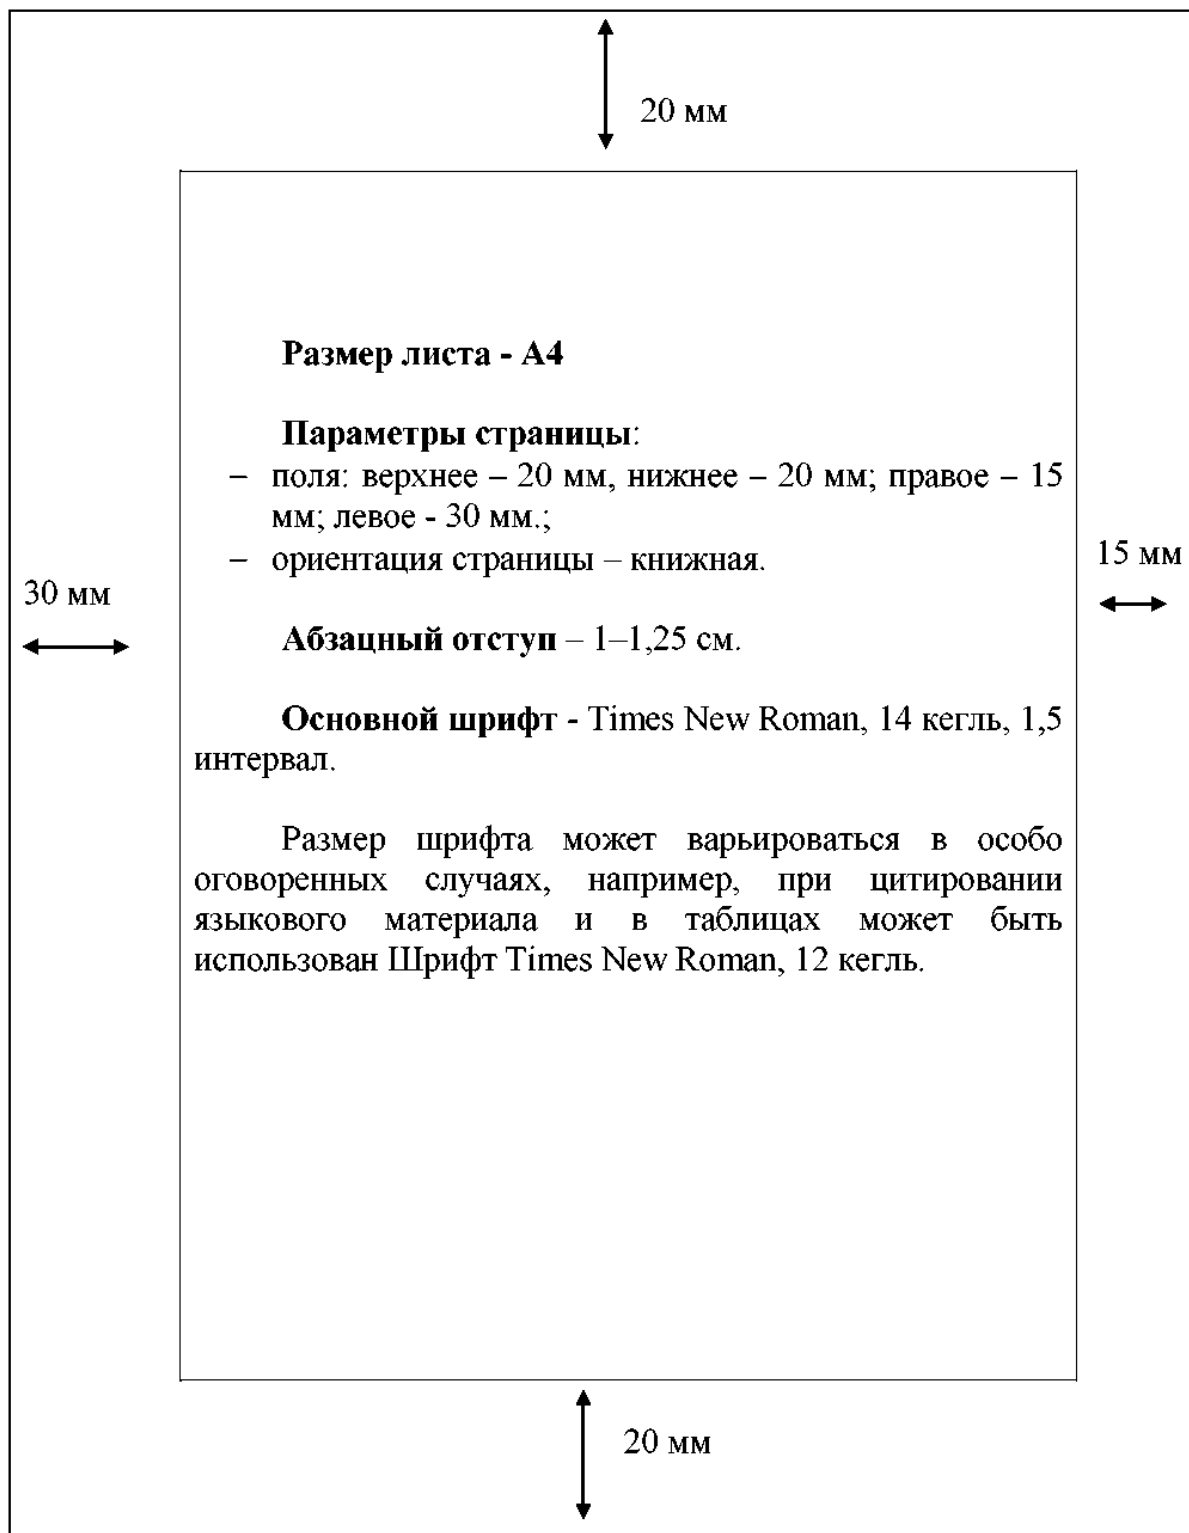 20 мм
Размер листа - А4
Параметры страницы:
– поля: верхнее – 20 мм, нижнее – 20 мм; правое – 15
мм; левое - 30 мм.;
– ориентация страницы – книжная.
15 мм
30 мм
Абзацный отступ – 1–1,25 см.
Основной шрифт - Times New Roman, 14 кегль, 1,5
интервал.
Размер шрифта может варьироваться в особо
оговоренных случаях, например, при цитировании
языкового материала и в таблицах может быть
использован Шрифт Times New Roman, 12 кегль.
20 мм